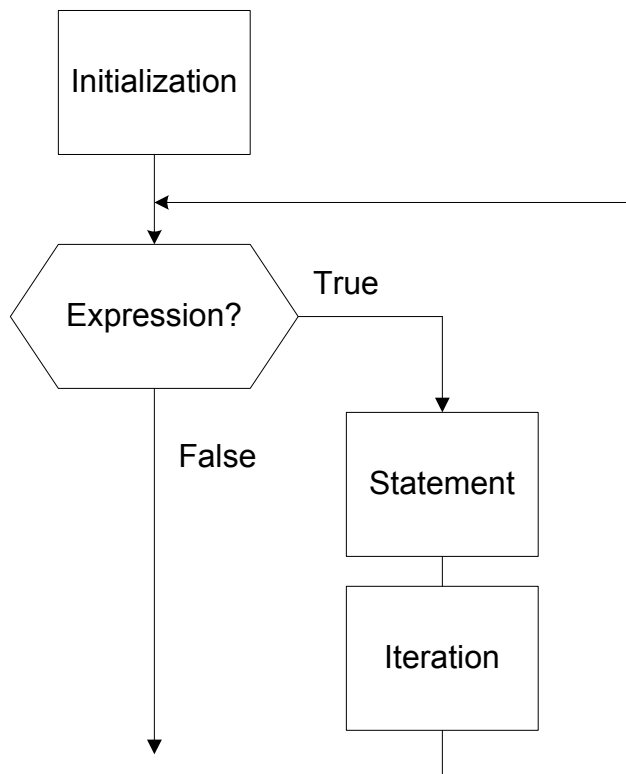 Initialization
True
Expression?
False
Statement
Iteration